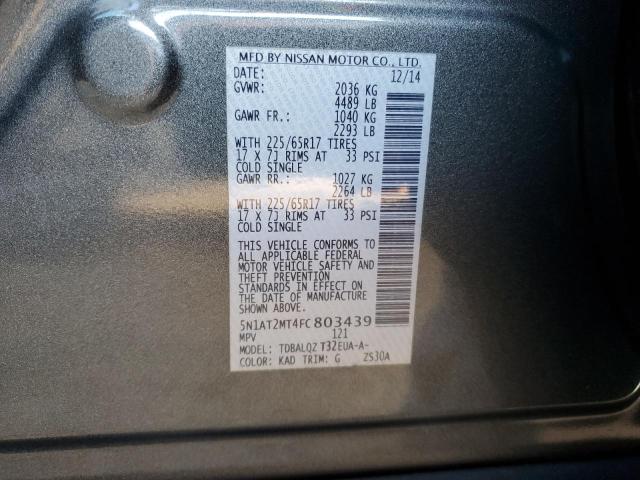 MFD BY NISSAN MOTOR CO., LTD.
DATE: 12/14
GVWR: 2036 KG
4489 LB
GAWR FR.: 1040 KG
2293 LB
WITH 225/65R17 TIRES
17 X 7J RIMS AT 33 PSI
COLD SINGLE
GAWR RR.: 1027 KG
2264 LB
WITH 225/65R17 TIRES
17 X 7J RIMS AT 33 PSI
COLD SINGLE
THIS VEHICLE CONFORMS TO
ALL APPLICABLE FEDERAL
MOTOR VEHICLE SAFETY AND
THEFT PREVENTION
STANDARDS IN EFFECT ON
THE DATE OF MANUFACTURE
SHOWN ABOVE.
5N1AT2MT4FC803439
MPV 121
MODEL: TDBALQZ T32EUA-A-
COLOR: KAD TRIM: G ZS30A